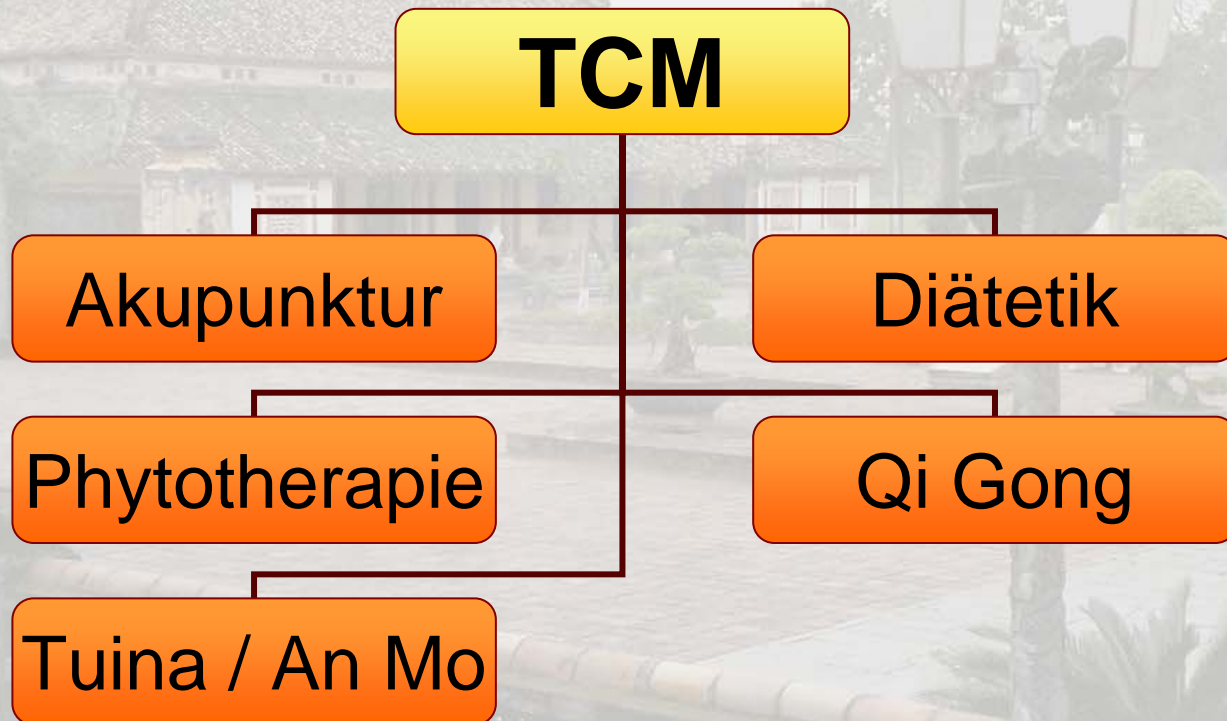 TCM
Akupunktur
Diätetik
Phytotherapie
Qi Gong
Tuina / An Mo